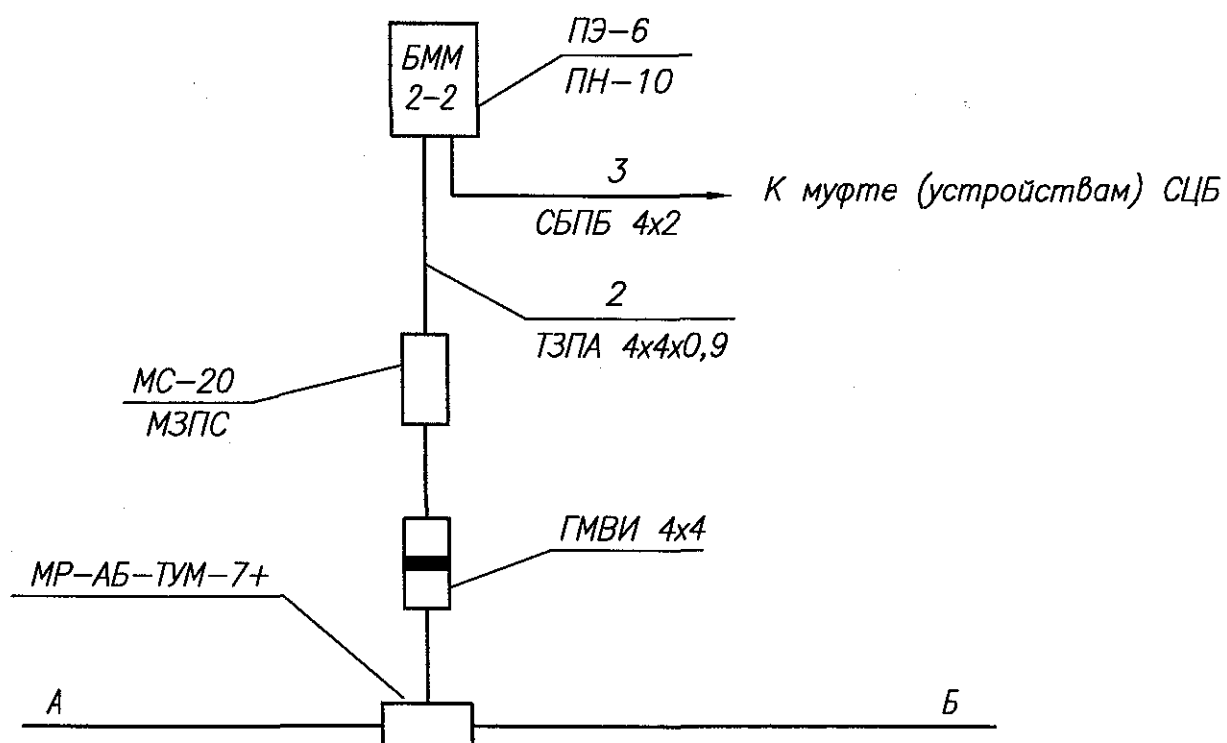 БММ
2-2
ПЭ-6
ПН-10
3
СБПБ 4х2
К муфте (устройствам) СЦБ
2
ТЗПА 4х4х0,9
МС-20
МЗПС
ГМВИ 4х4
МР-АБ-ТУМ-7+
А
Б